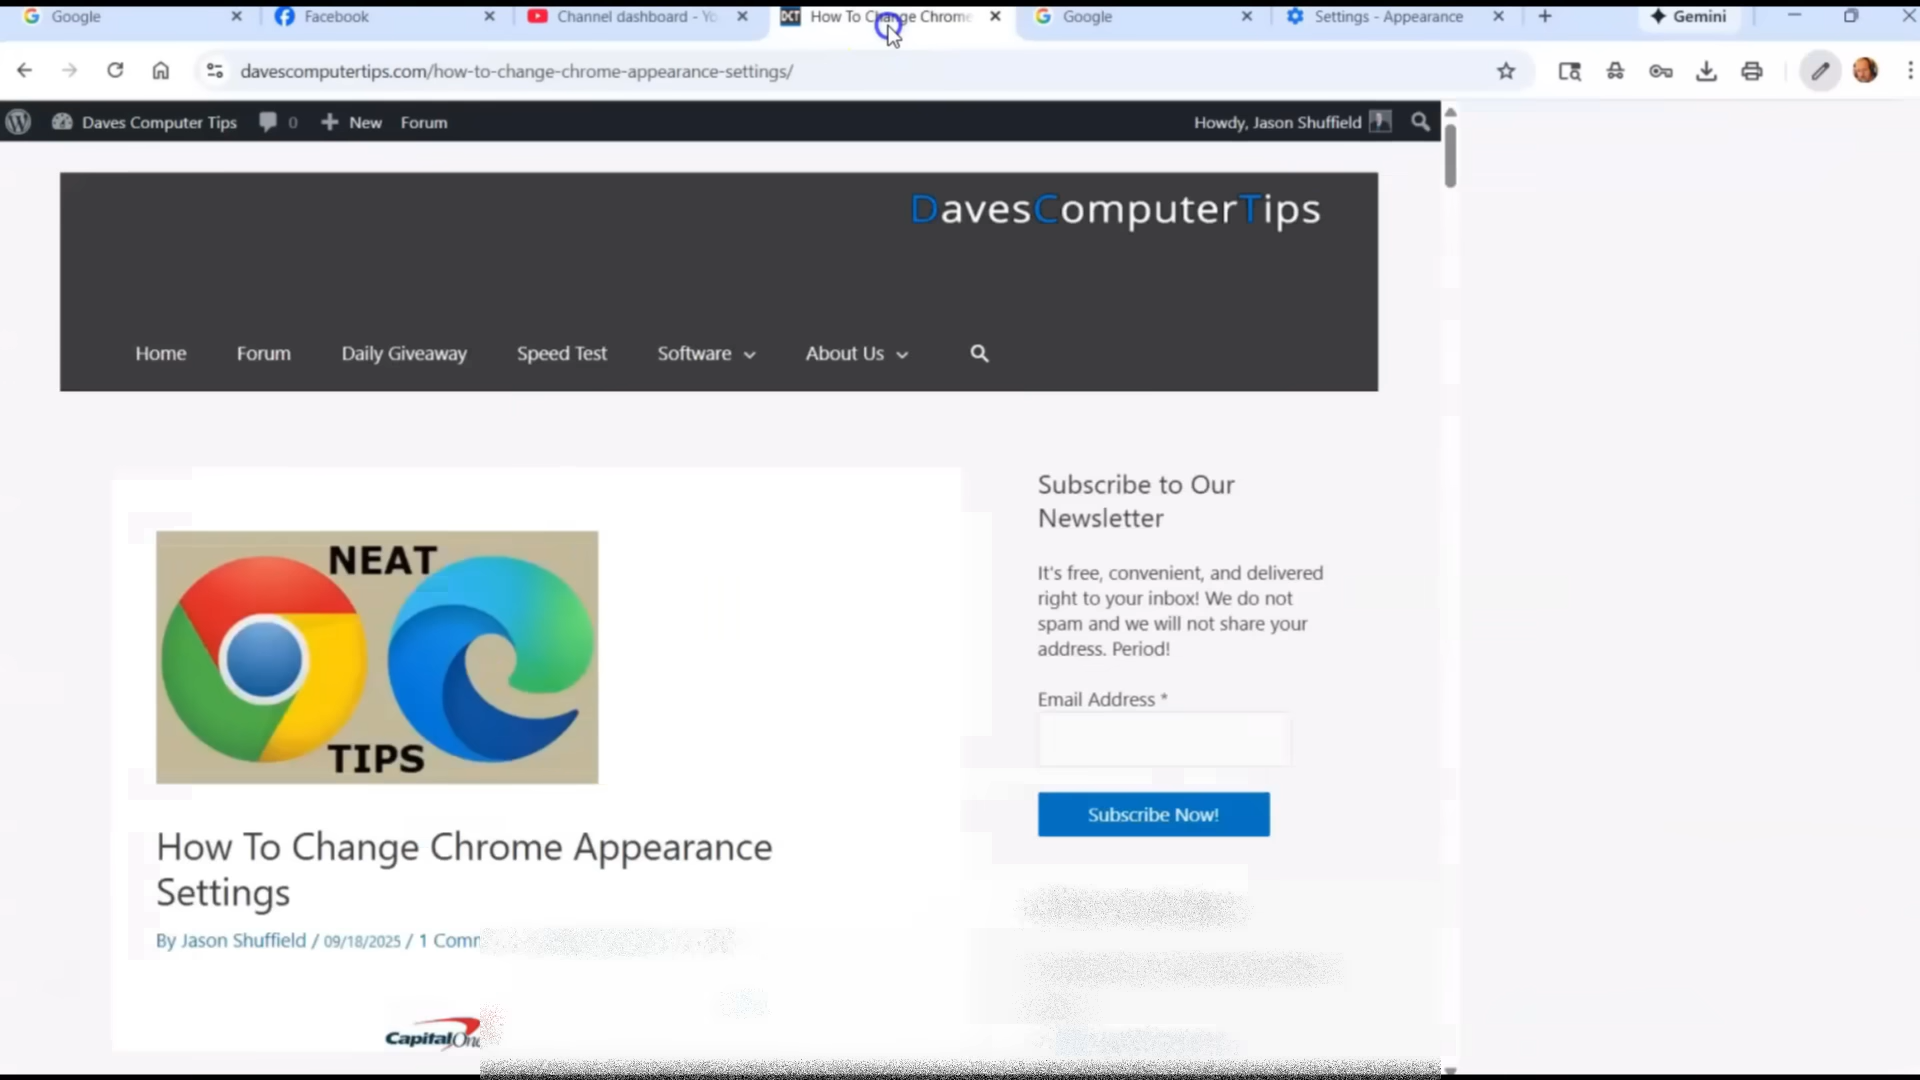 Google
Facebook
Channel dashboard - Yo
DCT How To Change Chrome
Google
Settings - Appearance
Gemini
davescomputertips.com/how-to-change-chrome-appearance-settings/
Daves Computer Tips 0 New Forum
Howdy, Jason Shuffield
DavesComputerTips
Home Forum Daily Giveaway Speed Test Software About Us
NEAT
TIPS
How To Change Chrome Appearance
Settings
By Jason Shuffield / 09/18/2025 / 1 Comm
Capital One
Subscribe to Our
Newsletter
It's free, convenient, and delivered
right to your inbox! We do not
spam and we will not share your
address. Period!
Email Address *
Subscribe Now!